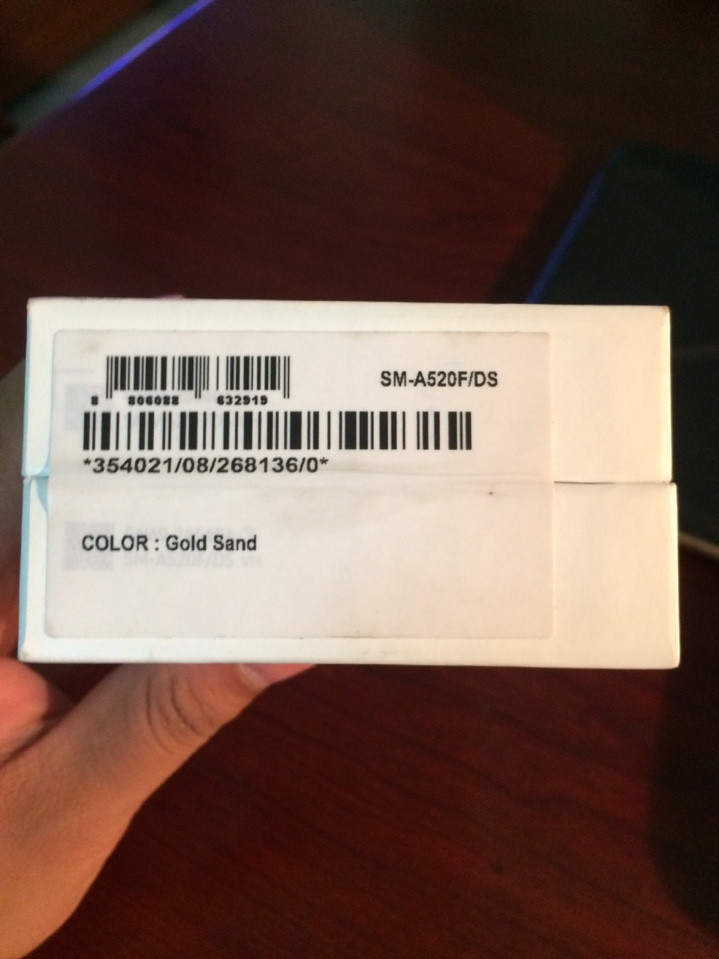 SM-A520F/DS
8 806088 632919
*354021/08/268136/0*
COLOR : Gold Sand